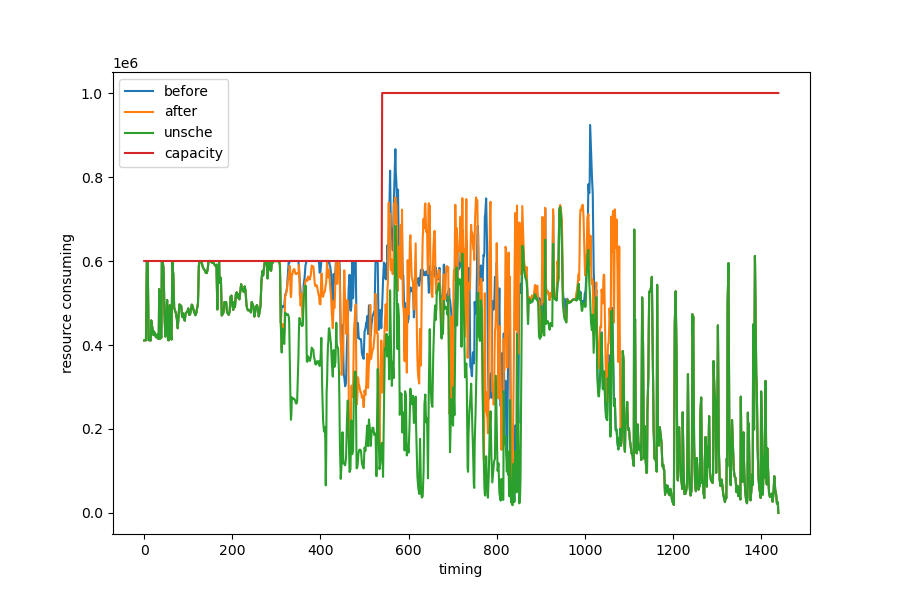 1e6
before
after
unsche
capacity
1.0
0.8
0.6
0.4
0.2
0.0
resource consuming
0 200 400 600 800 1000 1200 1400
timing